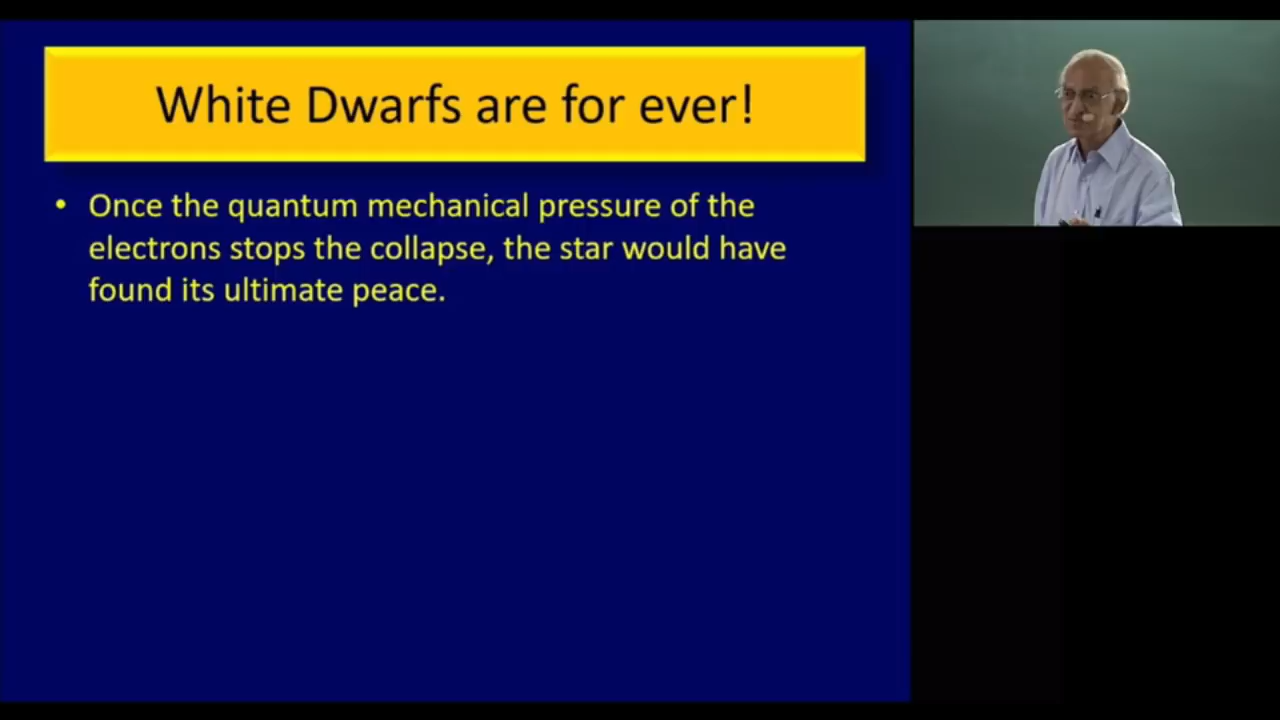 White Dwarfs are for ever!
• Once the quantum mechanical pressure of the
electrons stops the collapse, the star would have
found its ultimate peace.